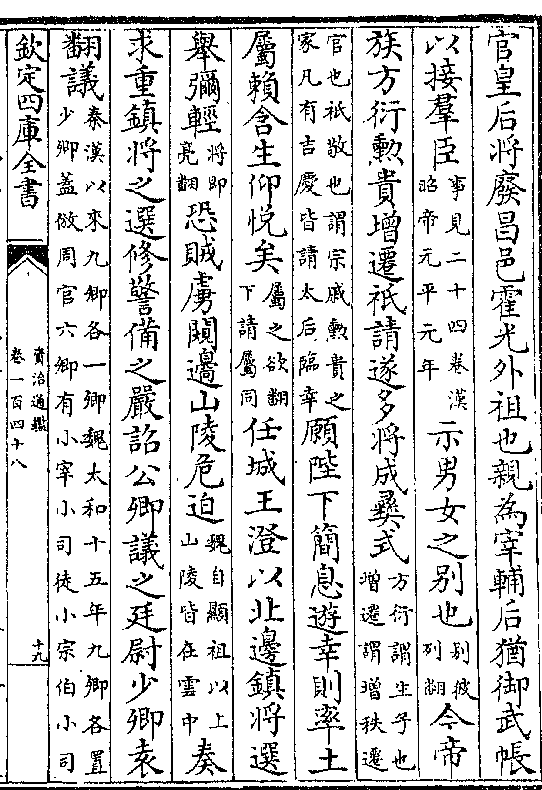 官皇后將廢昌邑霍光外祖也親為宰輔后猶御武帳
以接羣臣事見二十四卷漢昭帝元平元年示男女之别也别彼列翻今帝
族方衍勲貴增遷祗請遂多將成彞式方衍謂生子也增遷謂增秩遷
官也祗敬也謂宗戚勲貴之家凡有吉慶皆請太后臨幸願陛下簡息遊幸則率土
屬賴含生仰悦矣屬之欲翻下請屬同任城王澄以北邊鎮將選
舉彌輕將即亮翻恐賊虜闚邊山陵危迫魏自顯祖以上山陵皆在雲中奏
求重鎮將之選修警備之嚴詔公卿議之廷尉少卿袁
翻議秦漢以來九卿各一卿魏太和十五年九卿各置少卿蓋倣周官六卿有小宰小司徒小宗伯小司
欽定四庫全書
資治通鑑
卷一百四十八
十九